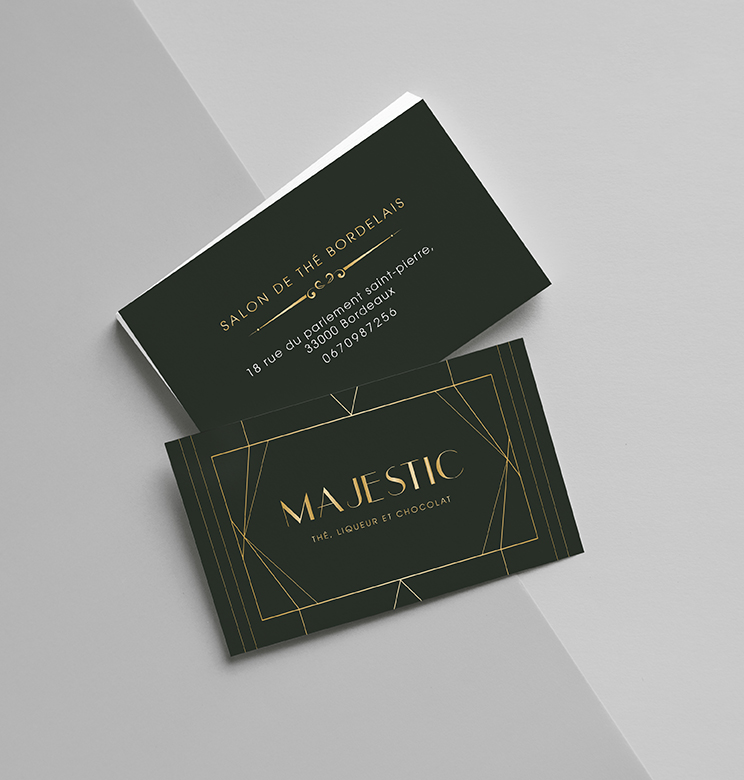 SALON DE THÉ BORDELAIS
18 rue du parlement saint-pierre,
33000 Bordeaux
0670987256
MAJESTIC
THÉ, LIQUEUR ET CHOCOLAT